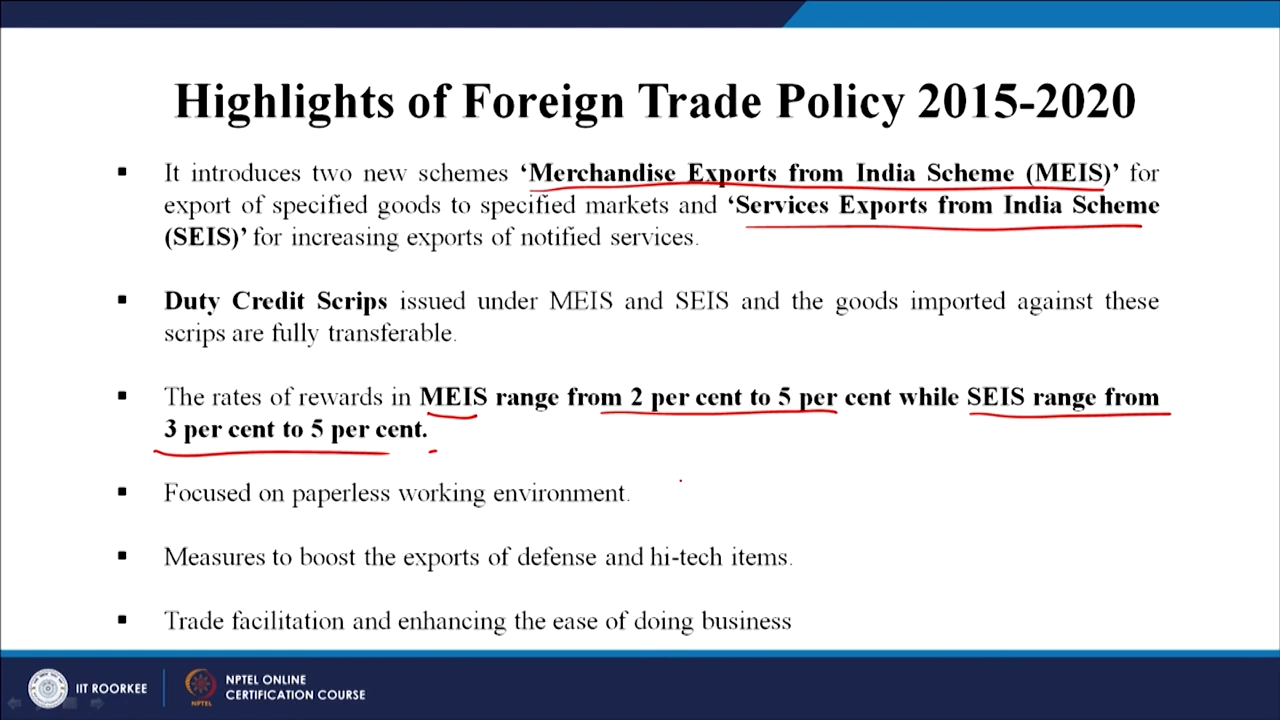 Highlights of Foreign Trade Policy 2015-2020
▪ It introduces two new schemes ‘Merchandise Exports from India Scheme (MEIS)’ for
export of specified goods to specified markets and ‘Services Exports from India Scheme
(SEIS)’ for increasing exports of notified services.
▪ Duty Credit Scrips issued under MEIS and SEIS and the goods imported against these
scrips are fully transferable.
▪ The rates of rewards in MEIS range from 2 per cent to 5 per cent while SEIS range from
3 per cent to 5 per cent.
▪ Focused on paperless working environment.
▪ Measures to boost the exports of defense and hi-tech items.
▪ Trade facilitation and enhancing the ease of doing business
IIT ROORKEE
NPTEL
NPTEL ONLINE
CERTIFICATION COURSE